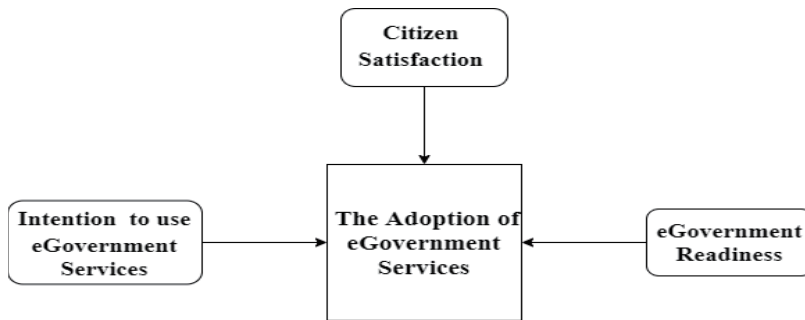 Citizen
Satisfaction
Intention to use
eGovernment
Services
The Adoption of
eGovernment
Services
eGovernment
Readiness